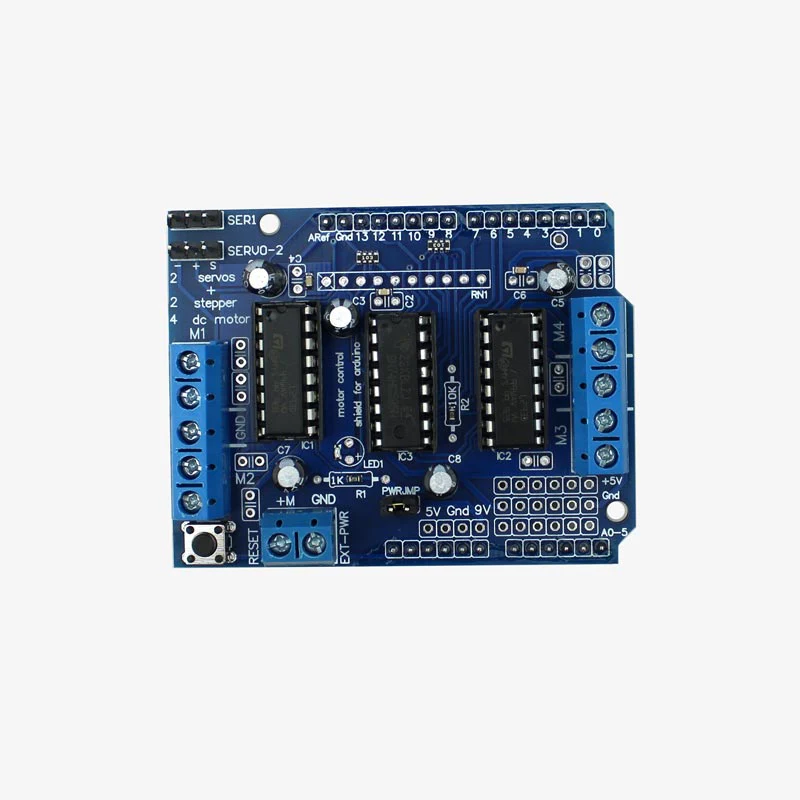 SER1
SERVO-2
- + s
2 servos
+
2 stepper
4 dc motor
M1
GND
M2
RESET
ARef Gnd 13 12 11 10 9 8
7 6 5 4 3 1 0
C4
103
103
RN1
C3
C2
C6
C5
M4
M3
motor control
shield for arduino
10K
R2
IC1
IC3
IC2
C7
C8
LED1
1K
R1
+M GND
EXT-PWR
PWRJMP
5V Gnd 9V
+5V
Gnd
A0-5